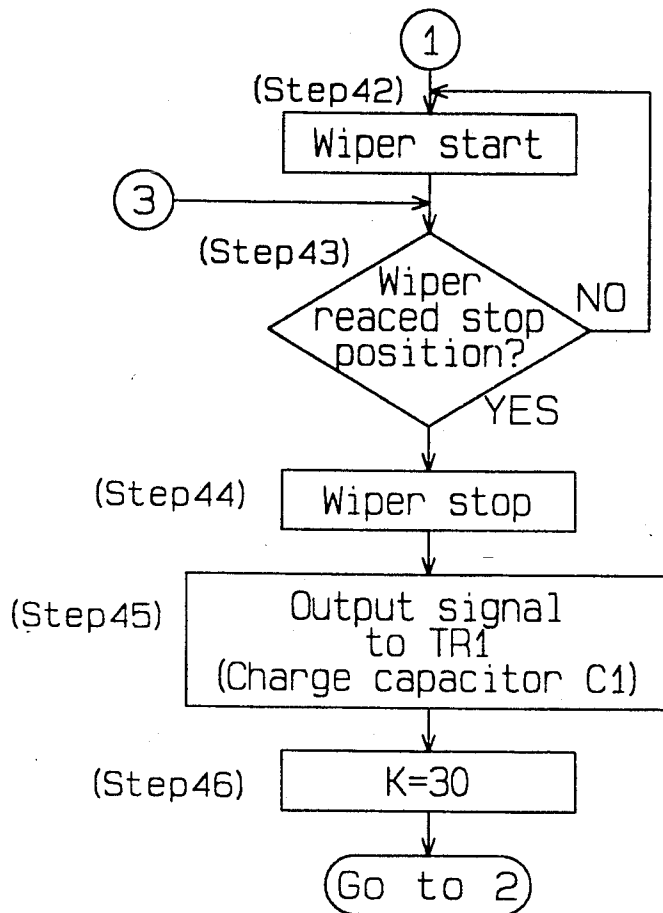 1
(Step42)
Wiper start
3
(Step43)
Wiper
reaced stop
position?
NO
YES
(Step44)
Wiper stop
(Step45)
Output signal
to TR1
(Charge capacitor C1)
(Step46)
K=30
Go to 2